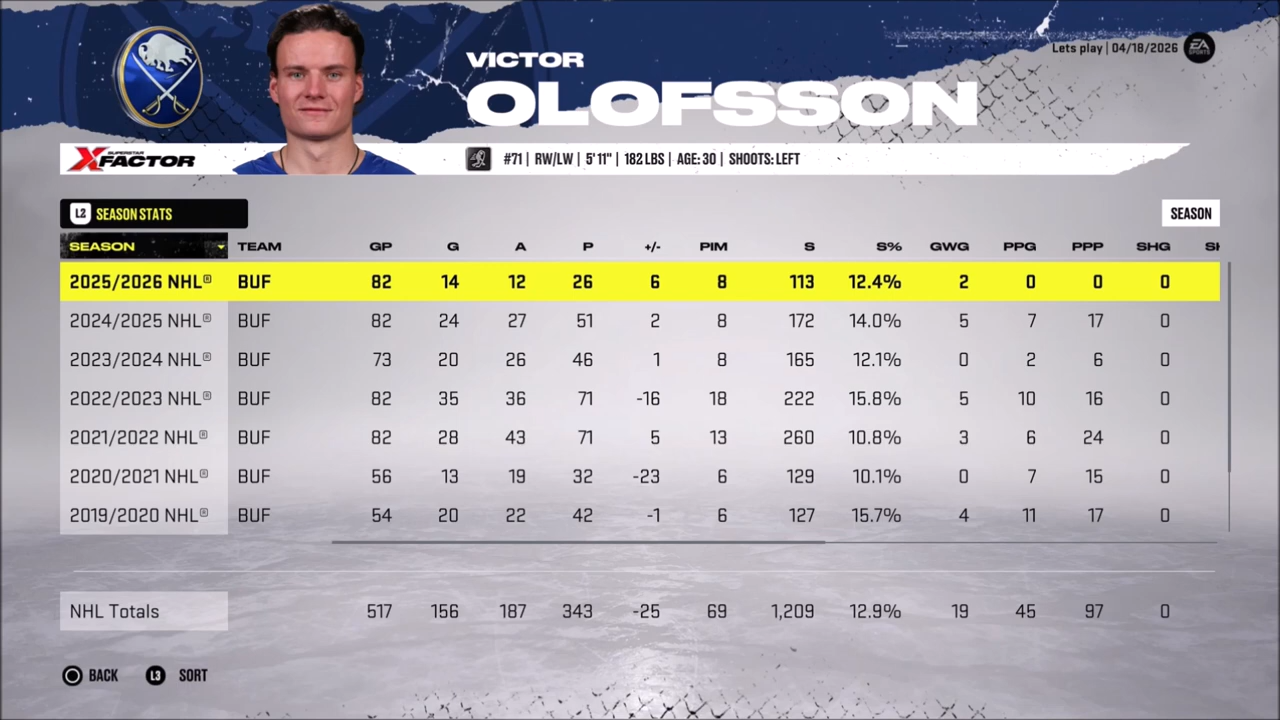 Lets play | 04/18/2026 EA SPORTS
VICTOR
OLOFSSON
SUPERSTAR
X FACTOR
#71 | RW/LW | 5' 11" | 182 LBS | AGE: 30 | SHOOTS: LEFT
L2 SEASON STATS
SEASON
SEASON TEAM GP G A P +/- PIM S S% GWG PPG PPP SHG
2025/2026 NHL® BUF 82 14 12 26 6 8 113 12.4% 2 0 0 0
2024/2025 NHL® BUF 82 24 27 51 2 8 172 14.0% 5 7 17 0
2023/2024 NHL® BUF 73 20 26 46 1 8 165 12.1% 0 2 6 0
2022/2023 NHL® BUF 82 35 36 71 -16 18 222 15.8% 5 10 16 0
2021/2022 NHL® BUF 82 28 43 71 5 13 260 10.8% 3 6 24 0
2020/2021 NHL® BUF 56 13 19 32 -23 6 129 10.1% 0 7 15 0
2019/2020 NHL® BUF 54 20 22 42 -1 6 127 15.7% 4 11 17 0
NHL Totals 517 156 187 343 -25 69 1,209 12.9% 19 45 97 0
BACK L3 SORT